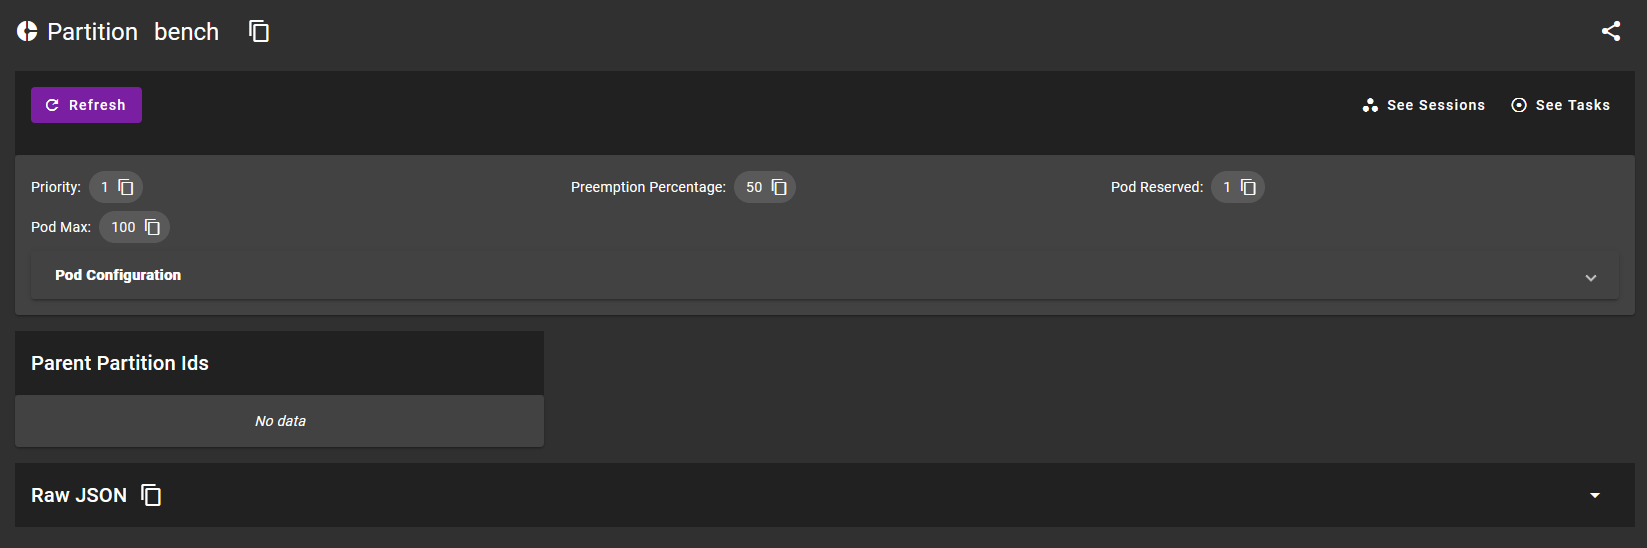 Partition bench
Refresh
See Sessions
See Tasks
Priority: 1
Preemption Percentage: 50
Pod Reserved: 1
Pod Max: 100
Pod Configuration
Parent Partition Ids
No data
Raw JSON